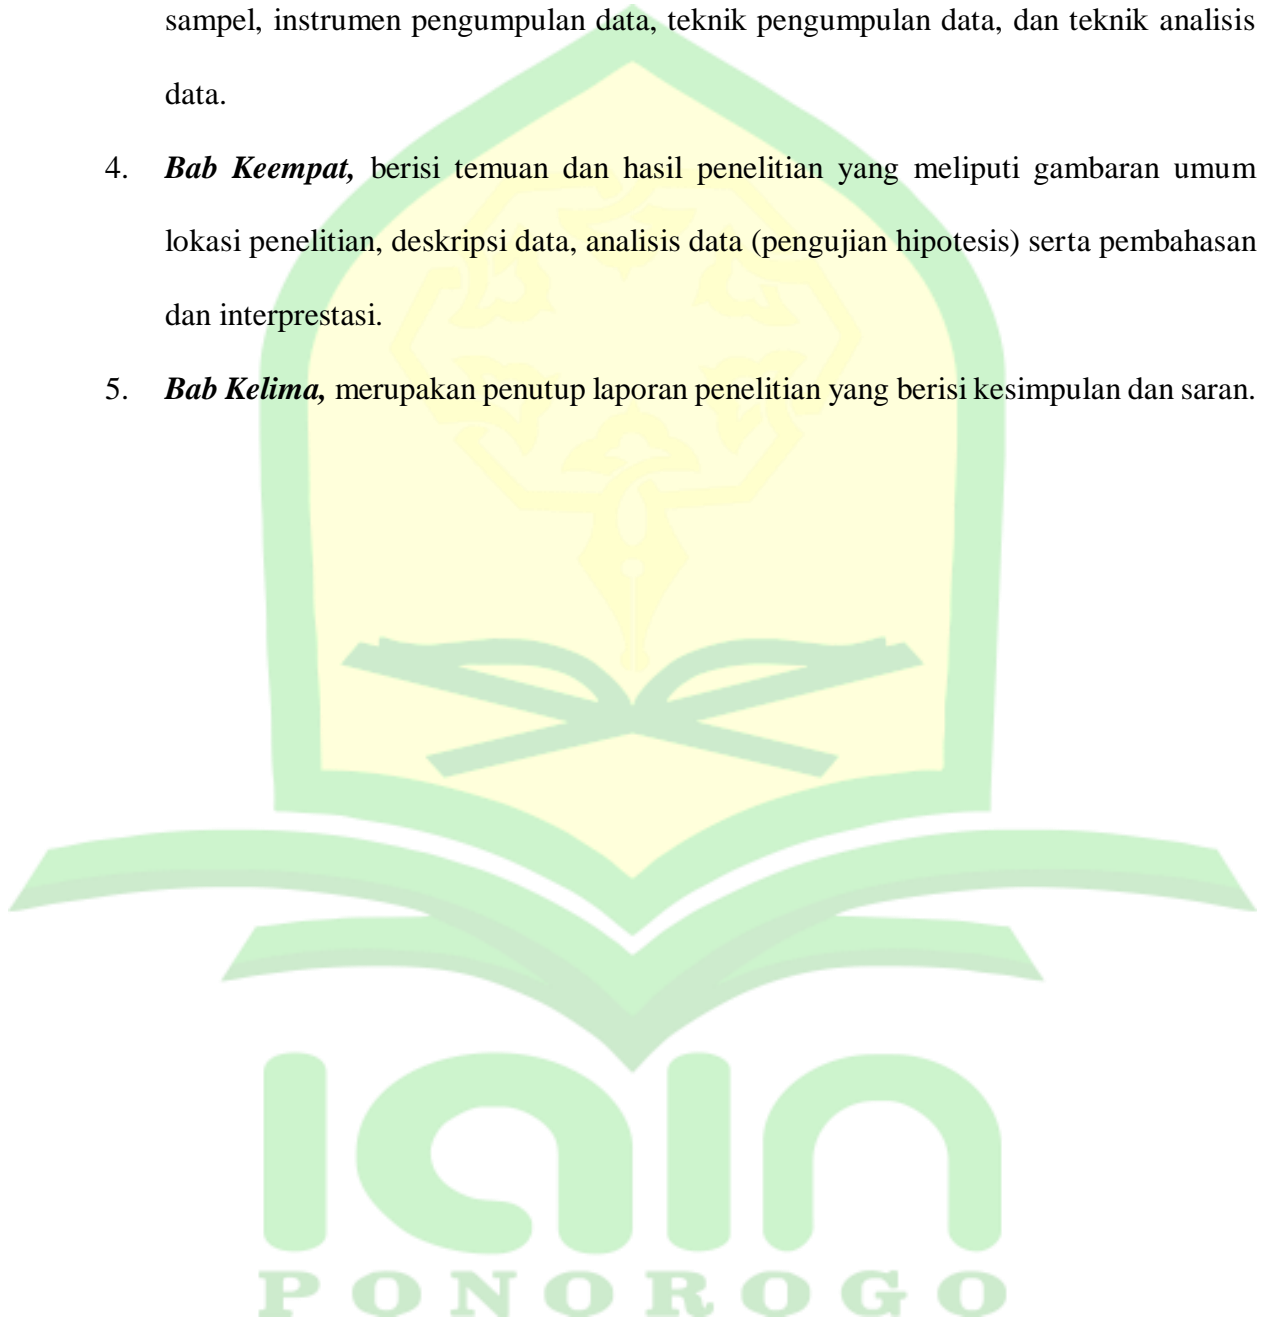 sampel, instrumen pengumpulan data, teknik pengumpulan data, dan teknik analisis
data.
4. Bab Keempat, berisi temuan dan hasil penelitian yang meliputi gambaran umum
lokasi penelitian, deskripsi data, analisis data (pengujian hipotesis) serta pembahasan
dan interprestasi.
5. Bab Kelima, merupakan penutup laporan penelitian yang berisi kesimpulan dan saran.
iain
PONOROGO